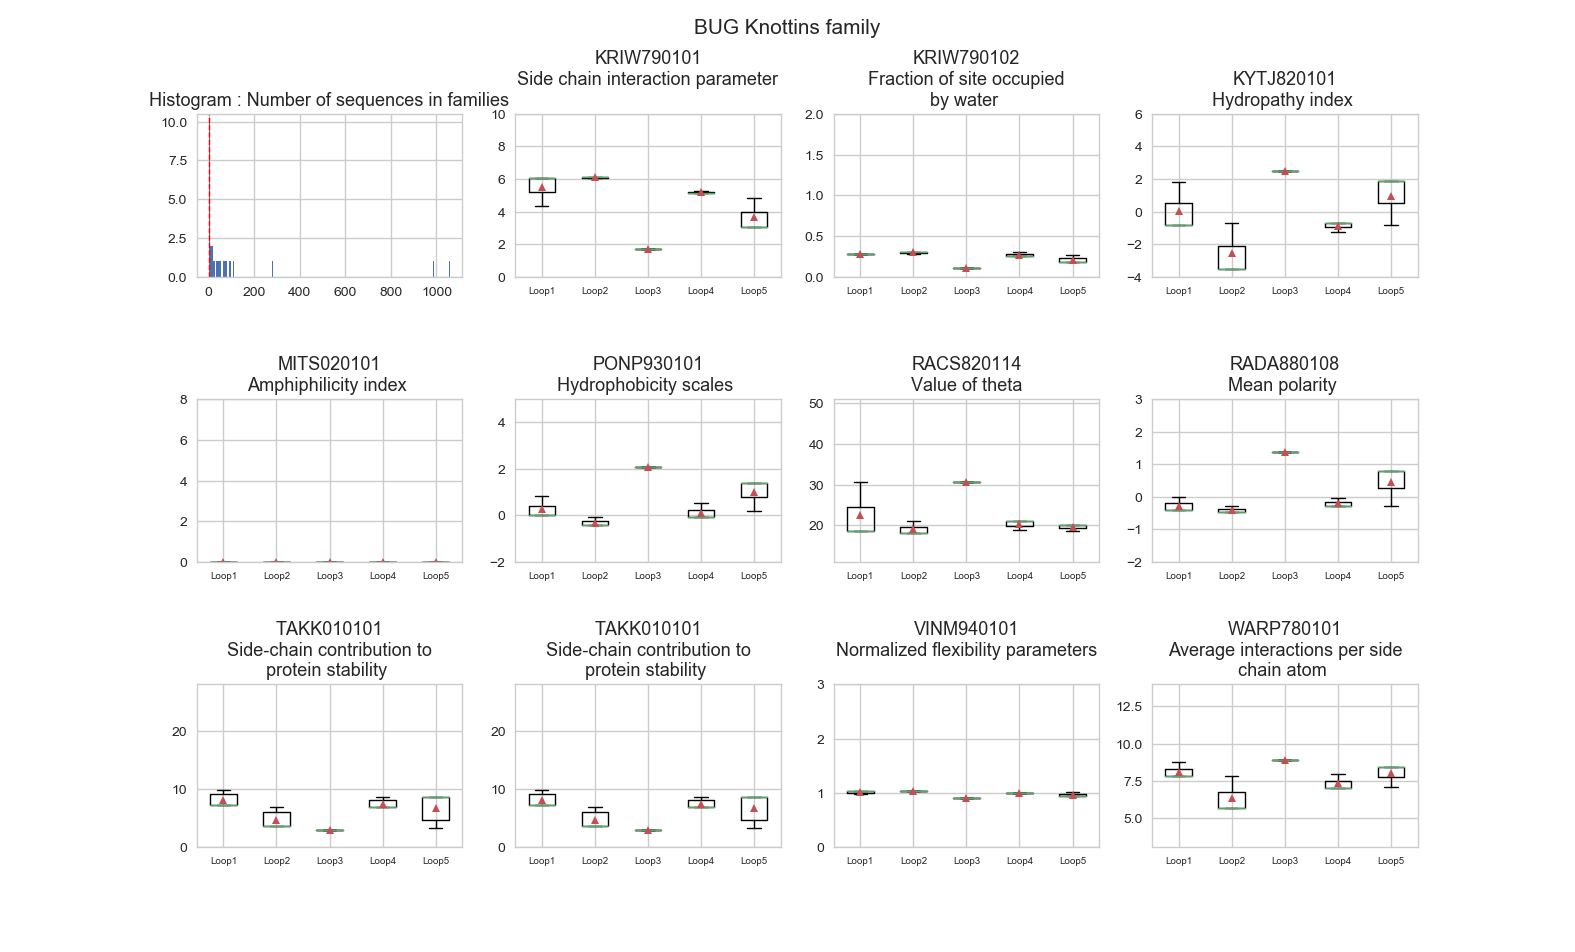 BUG Knottins family
Histogram : Number of sequences in families
10.0
7.5
5.0
2.5
0.0
0 200 400 600 800 1000
KRIW790101
Side chain interaction parameter
10
8
6
4
2
0
Loop1 Loop2 Loop3 Loop4 Loop5
KRIW790102
Fraction of site occupied
by water
2.0
1.5
1.0
0.5
0.0
Loop1 Loop2 Loop3 Loop4 Loop5
KYTJ820101
Hydropathy index
6
4
2
0
−2
−4
Loop1 Loop2 Loop3 Loop4 Loop5
MITS020101
Amphiphilicity index
8
6
4
2
0
Loop1 Loop2 Loop3 Loop4 Loop5
PONP930101
Hydrophobicity scales
4
2
0
−2
Loop1 Loop2 Loop3 Loop4 Loop5
RACS820114
Value of theta
50
40
30
20
Loop1 Loop2 Loop3 Loop4 Loop5
RADA880108
Mean polarity
3
2
1
0
−1
−2
Loop1 Loop2 Loop3 Loop4 Loop5
TAKK010101
Side-chain contribution to
protein stability
20
10
0
Loop1 Loop2 Loop3 Loop4 Loop5
TAKK010101
Side-chain contribution to
protein stability
20
10
0
Loop1 Loop2 Loop3 Loop4 Loop5
VINM940101
Normalized flexibility parameters
3
2
1
0
Loop1 Loop2 Loop3 Loop4 Loop5
WARP780101
Average interactions per side
chain atom
12.5
10.0
7.5
5.0
Loop1 Loop2 Loop3 Loop4 Loop5